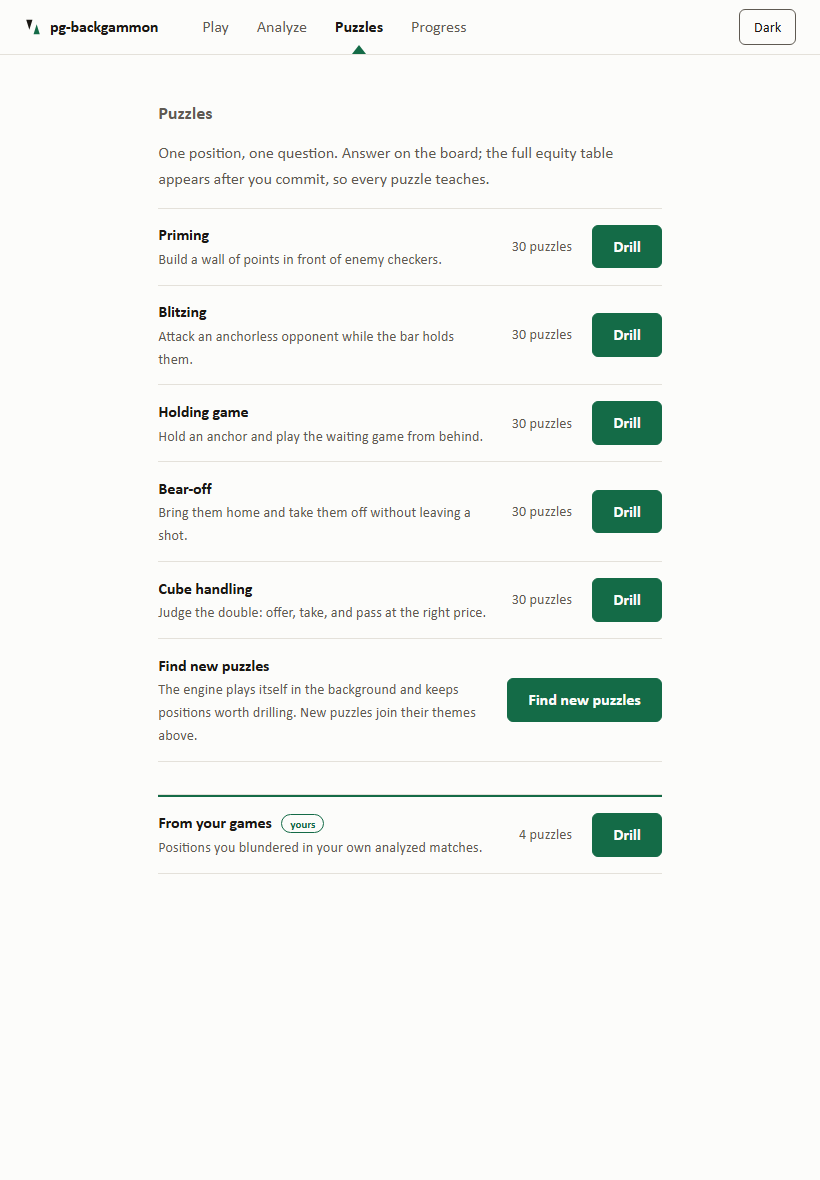 pg-backgammon Play Analyze Puzzles Progress Dark
Puzzles
One position, one question. Answer on the board; the full equity table
appears after you commit, so every puzzle teaches.
Priming
Build a wall of points in front of enemy checkers.
30 puzzles
Drill
Blitzing
Attack an anchorless opponent while the bar holds
them.
30 puzzles
Drill
Holding game
Hold an anchor and play the waiting game from behind.
30 puzzles
Drill
Bear-off
Bring them home and take them off without leaving a
shot.
30 puzzles
Drill
Cube handling
Judge the double: offer, take, and pass at the right price.
30 puzzles
Drill
Find new puzzles
The engine plays itself in the background and keeps
positions worth drilling. New puzzles join their themes
above.
Find new puzzles
From your games yours
Positions you blundered in your own analyzed matches.
4 puzzles
Drill